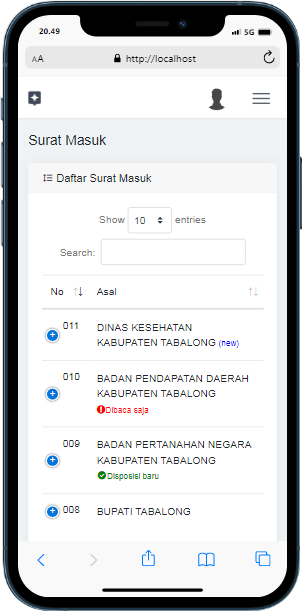 20.49
5G
AA
http://localhost
Surat Masuk
Daftar Surat Masuk
Show 10 entries
Search:
No Asal
011 DINAS KESEHATAN
KABUPATEN TABALONG (new)
010 BADAN PENDAPATAN DAERAH
KABUPATEN TABALONG
Dibaca saja
009 BADAN PERTANAHAN NEGARA
KABUPATEN TABALONG
Disposisi baru
008 BUPATI TABALONG